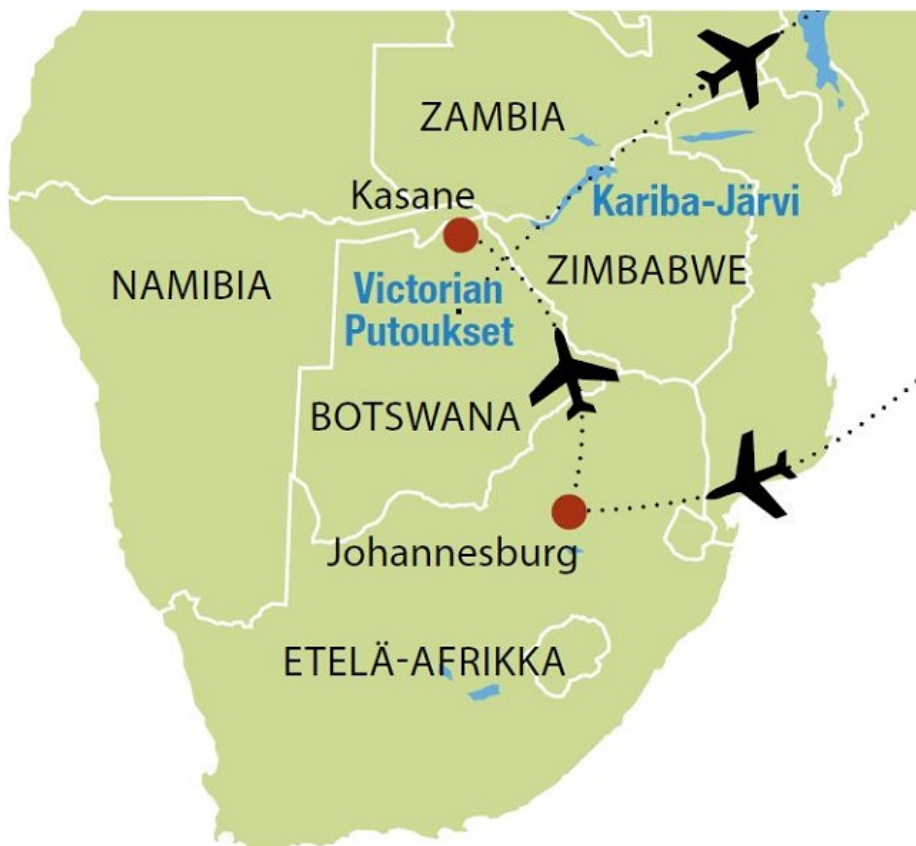 ZAMBIA
Kasane
Kariba-Järvi
NAMIBIA
Victorian
Putoukset
ZIMBABWE
BOTSWANA
Johannesburg
ETELÄ-AFRIKKA